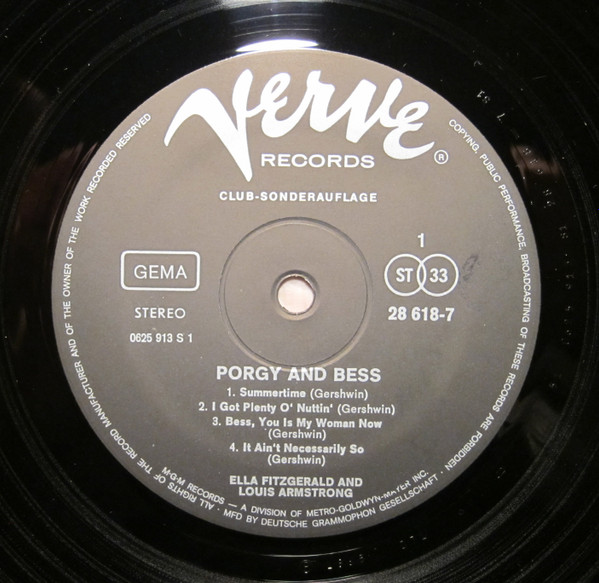 Verve
RECORDS ®
CLUB-SONDERAUFLAGE
GEMA
STEREO
0625 913 S 1
1
ST 33
28 618-7
PORGY AND BESS
1. Summertime (Gershwin)
2. I Got Plenty O' Nuttin' (Gershwin)
3. Bess, You Is My Woman Now
(Gershwin)
4. It Ain't Necessarily So
(Gershwin)
ELLA FITZGERALD AND
LOUIS ARMSTRONG
M-G-M RECORDS — A DIVISION OF METRO-GOLDWYN-MAYER INC.
ALL RIGHTS OF THE RECORD MANUFACTURER AND OF THE OWNER OF THE WORK RECORDED RESERVED
COPYING, PUBLIC PERFORMANCE, BROADCASTING OF THESE RECORDS ARE FORBIDDEN
· MFD BY DEUTSCHE GRAMMOPHON GESELLSCHAFT ·